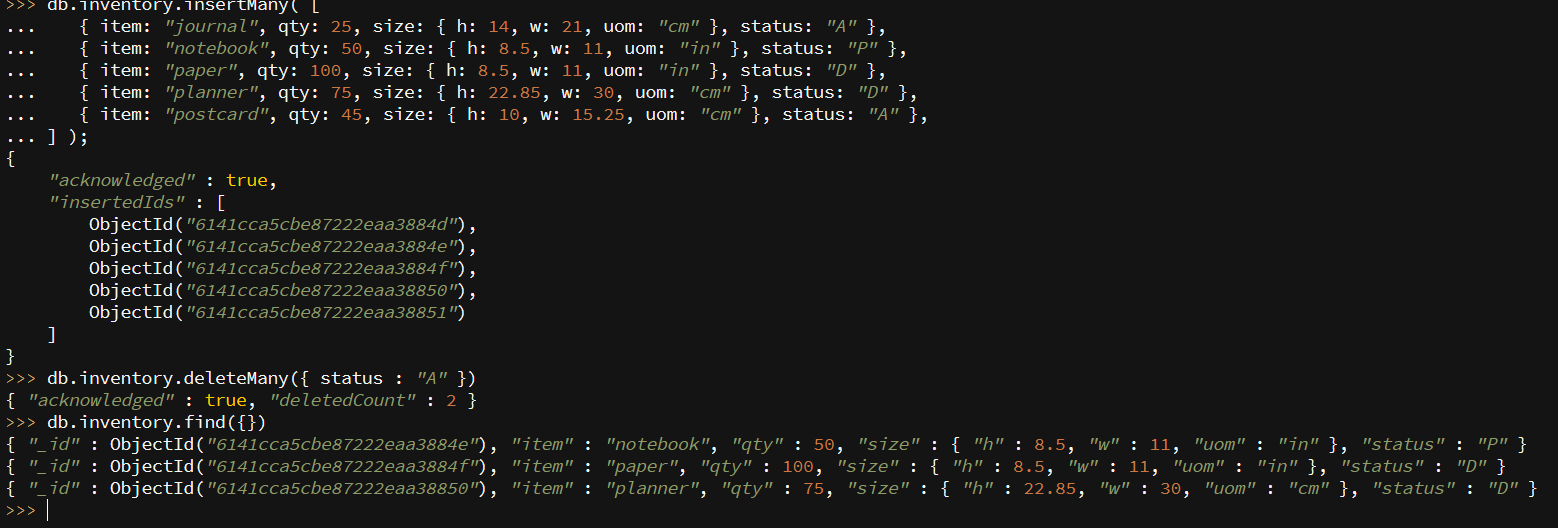 >>> db.inventory.insertMany( [
...    { item: "journal", qty: 25, size: { h: 14, w: 21, uom: "cm" }, status: "A" },
...    { item: "notebook", qty: 50, size: { h: 8.5, w: 11, uom: "in" }, status: "P" },
...    { item: "paper", qty: 100, size: { h: 8.5, w: 11, uom: "in" }, status: "D" },
...    { item: "planner", qty: 75, size: { h: 22.85, w: 30, uom: "cm" }, status: "D" },
...    { item: "postcard", qty: 45, size: { h: 10, w: 15.25, uom: "cm" }, status: "A" },
... ] );
{
    "acknowledged" : true,
    "insertedIds" : [
        ObjectId("6141cca5cbe87222eaa3884d"),
        ObjectId("6141cca5cbe87222eaa3884e"),
        ObjectId("6141cca5cbe87222eaa3884f"),
        ObjectId("6141cca5cbe87222eaa38850"),
        ObjectId("6141cca5cbe87222eaa38851")
    ]
}
>>> db.inventory.deleteMany({ status : "A" })
{ "acknowledged" : true, "deletedCount" : 2 }
>>> db.inventory.find({})
{ "_id" : ObjectId("6141cca5cbe87222eaa3884e"), "item" : "notebook", "qty" : 50, "size" : { "h" : 8.5, "w" : 11, "uom" : "in" }, "status" : "P" }
{ "_id" : ObjectId("6141cca5cbe87222eaa3884f"), "item" : "paper", "qty" : 100, "size" : { "h" : 8.5, "w" : 11, "uom" : "in" }, "status" : "D" }
{ "_id" : ObjectId("6141cca5cbe87222eaa38850"), "item" : "planner", "qty" : 75, "size" : { "h" : 22.85, "w" : 30, "uom" : "cm" }, "status" : "D" }
>>>